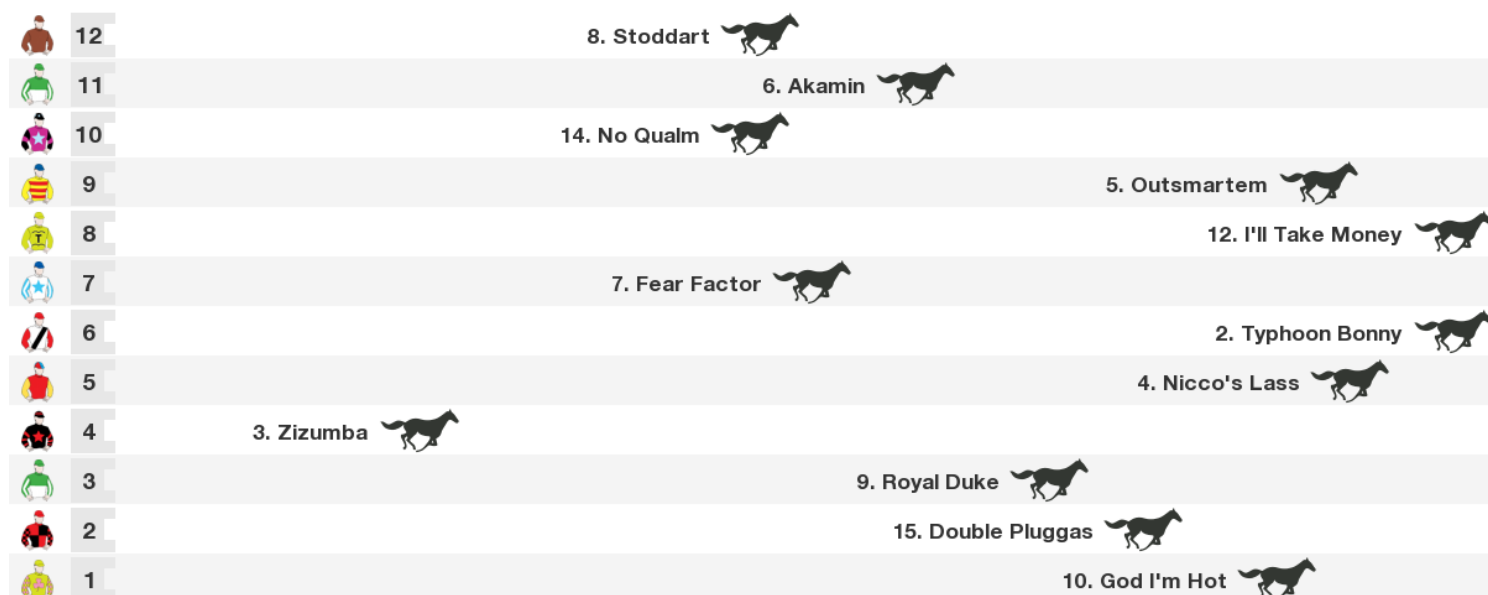 12 8. Stoddart
11 6. Akamin
10 14. No Qualm
9 5. Outsmartem
8 T 12. I'll Take Money
7 7. Fear Factor
6 2. Typhoon Bonny
5 4. Nicco's Lass
4 3. Zizumba
3 9. Royal Duke
2 15. Double Pluggas
1 10. God I'm Hot